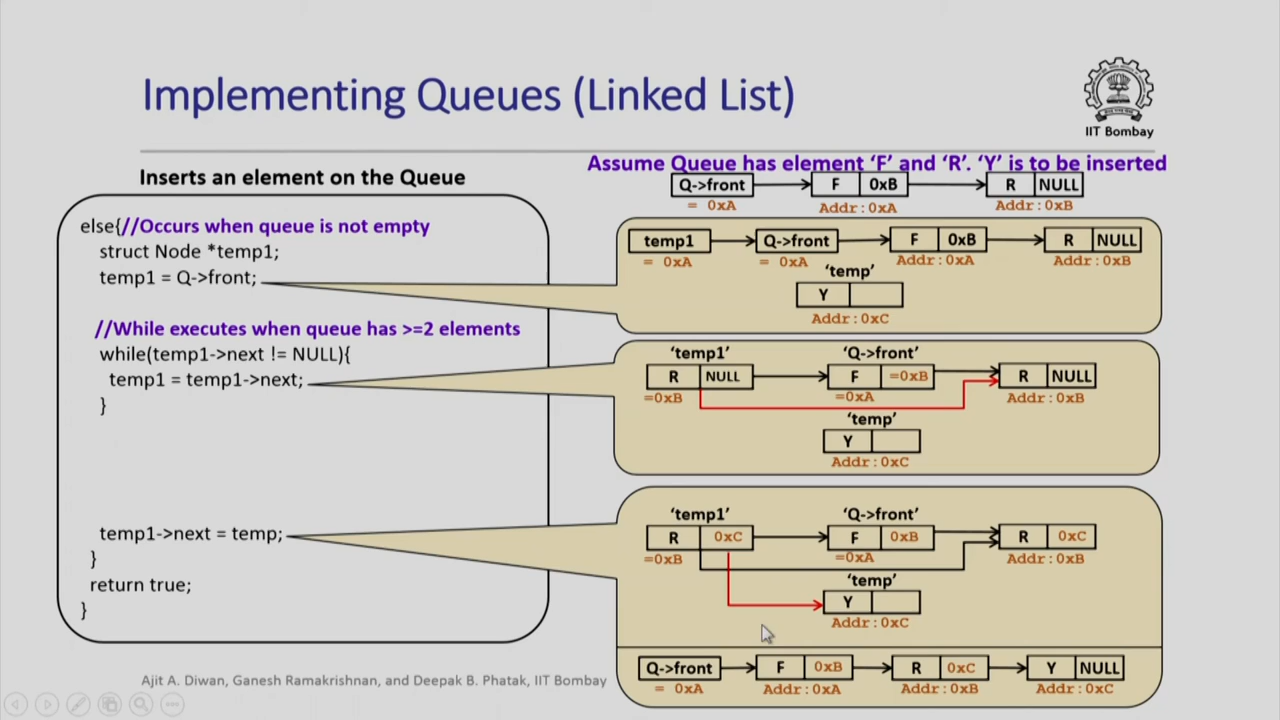 Implementing Queues (Linked List)
IIT Bombay
Inserts an element on the Queue
else{//Occurs when queue is not empty
struct Node *temp1;
temp1 = Q->front;
//While executes when queue has >=2 elements
while(temp1->next != NULL){
temp1 = temp1->next;
}
temp1->next = temp;
}
return true;
}
Assume Queue has element ‘F’ and ‘R’. ‘Y’ is to be inserted
Q->front F 0xB R NULL
= 0xA Addr:0xA Addr:0xB
temp1 Q->front F 0xB R NULL
= 0xA = 0xA Addr:0xA Addr:0xB
‘temp’
Y
Addr:0xC
‘temp1’ ‘Q->front’
R NULL F =0xB R NULL
=0xB =0xA Addr:0xB
‘temp’
Y
Addr:0xC
‘temp1’ ‘Q->front’
R 0xC F 0xB R 0xC
=0xB =0xA Addr:0xB
‘temp’
Y
Addr:0xC
Q->front F 0xB R 0xC Y NULL
= 0xA Addr:0xA Addr:0xB Addr:0xC
Ajit A. Diwan, Ganesh Ramakrishnan, and Deepak B. Phatak, IIT Bombay